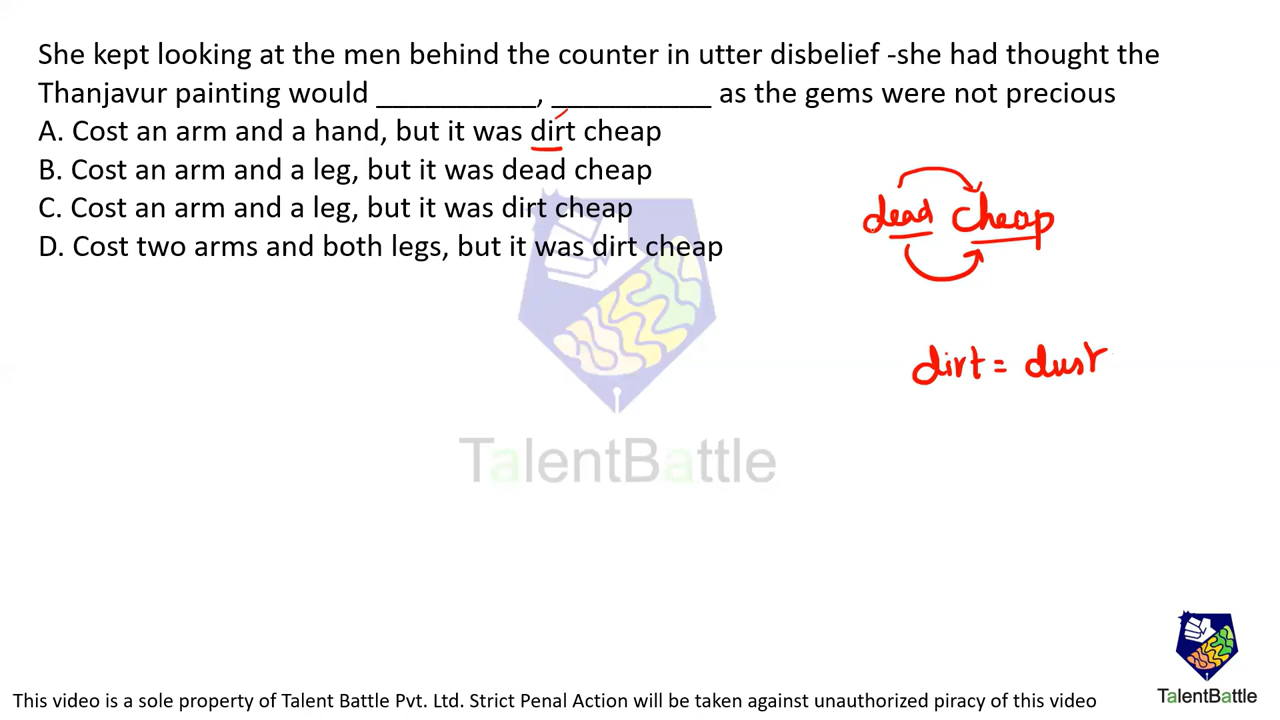 She kept looking at the men behind the counter in utter disbelief -she had thought the
Thanjavur painting would ___________, ___________ as the gems were not precious
A. Cost an arm and a hand, but it was dirt cheap
B. Cost an arm and a leg, but it was dead cheap
C. Cost an arm and a leg, but it was dirt cheap
D. Cost two arms and both legs, but it was dirt cheap
dead cheap
dirt = dust
TalentBattle
TalentBattle
This video is a sole property of Talent Battle Pvt. Ltd. Strict Penal Action will be taken against unauthorized piracy of this video